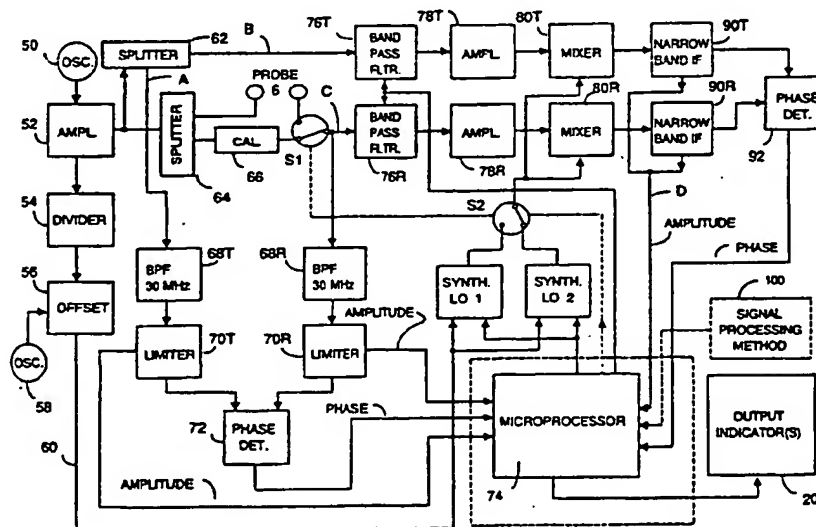 50
OSC.
SPLITTER
62
B
76T
BAND
PASS
FLTR.
78T
AMPL.
80T
MIXER
90T
NARROW
BAND IF
A
PROBE
6
C
52
AMPL.
SPLITTER
64
CAL.
66
S1
BAND
PASS
FLTR.
76R
AMPL.
78R
80R
MIXER
90R
NARROW
BAND IF
PHASE
DET.
92
54
DIVIDER
S2
D
AMPLITUDE
PHASE
56
OFFSET
BPF
30 MHz
68T
68R
BPF
30 MHz
SYNTH.
LO 1
SYNTH.
LO 2
100
SIGNAL
PROCESSING
METHOD
OSC.
58
LIMITER
70T
70R
LIMITER
AMPLITUDE
60
72
PHASE
DET.
PHASE
MICROPROCESSOR
74
OUTPUT
INDICATOR(S)
20
AMPLITUDE